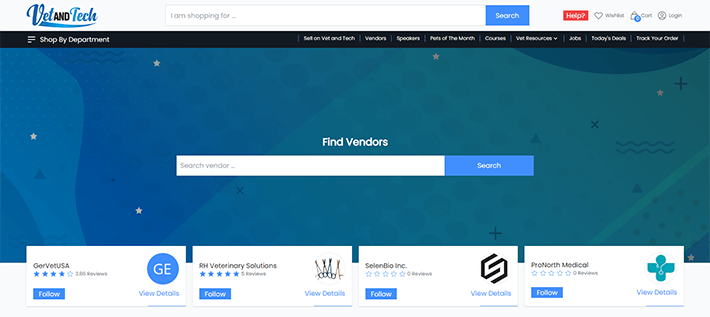 VetANDTech
I am shopping for ...
Search
Help?
Wishlist
0
Cart
Login
Shop By Department
Sell on Vet and Tech
Vendors
Speakers
Pets of The Month
Courses
Vet Resources
Jobs
Today's Deals
Track Your Order
Find Vendors
Search vendor ...
Search
GerVetUSA
3.86 Reviews
Follow
View Details
GE
RH Veterinary Solutions
5 Reviews
Follow
View Details
SelenBio Inc.
0 Reviews
Follow
View Details
ProNorth Medical
0 Reviews
Follow
View Details